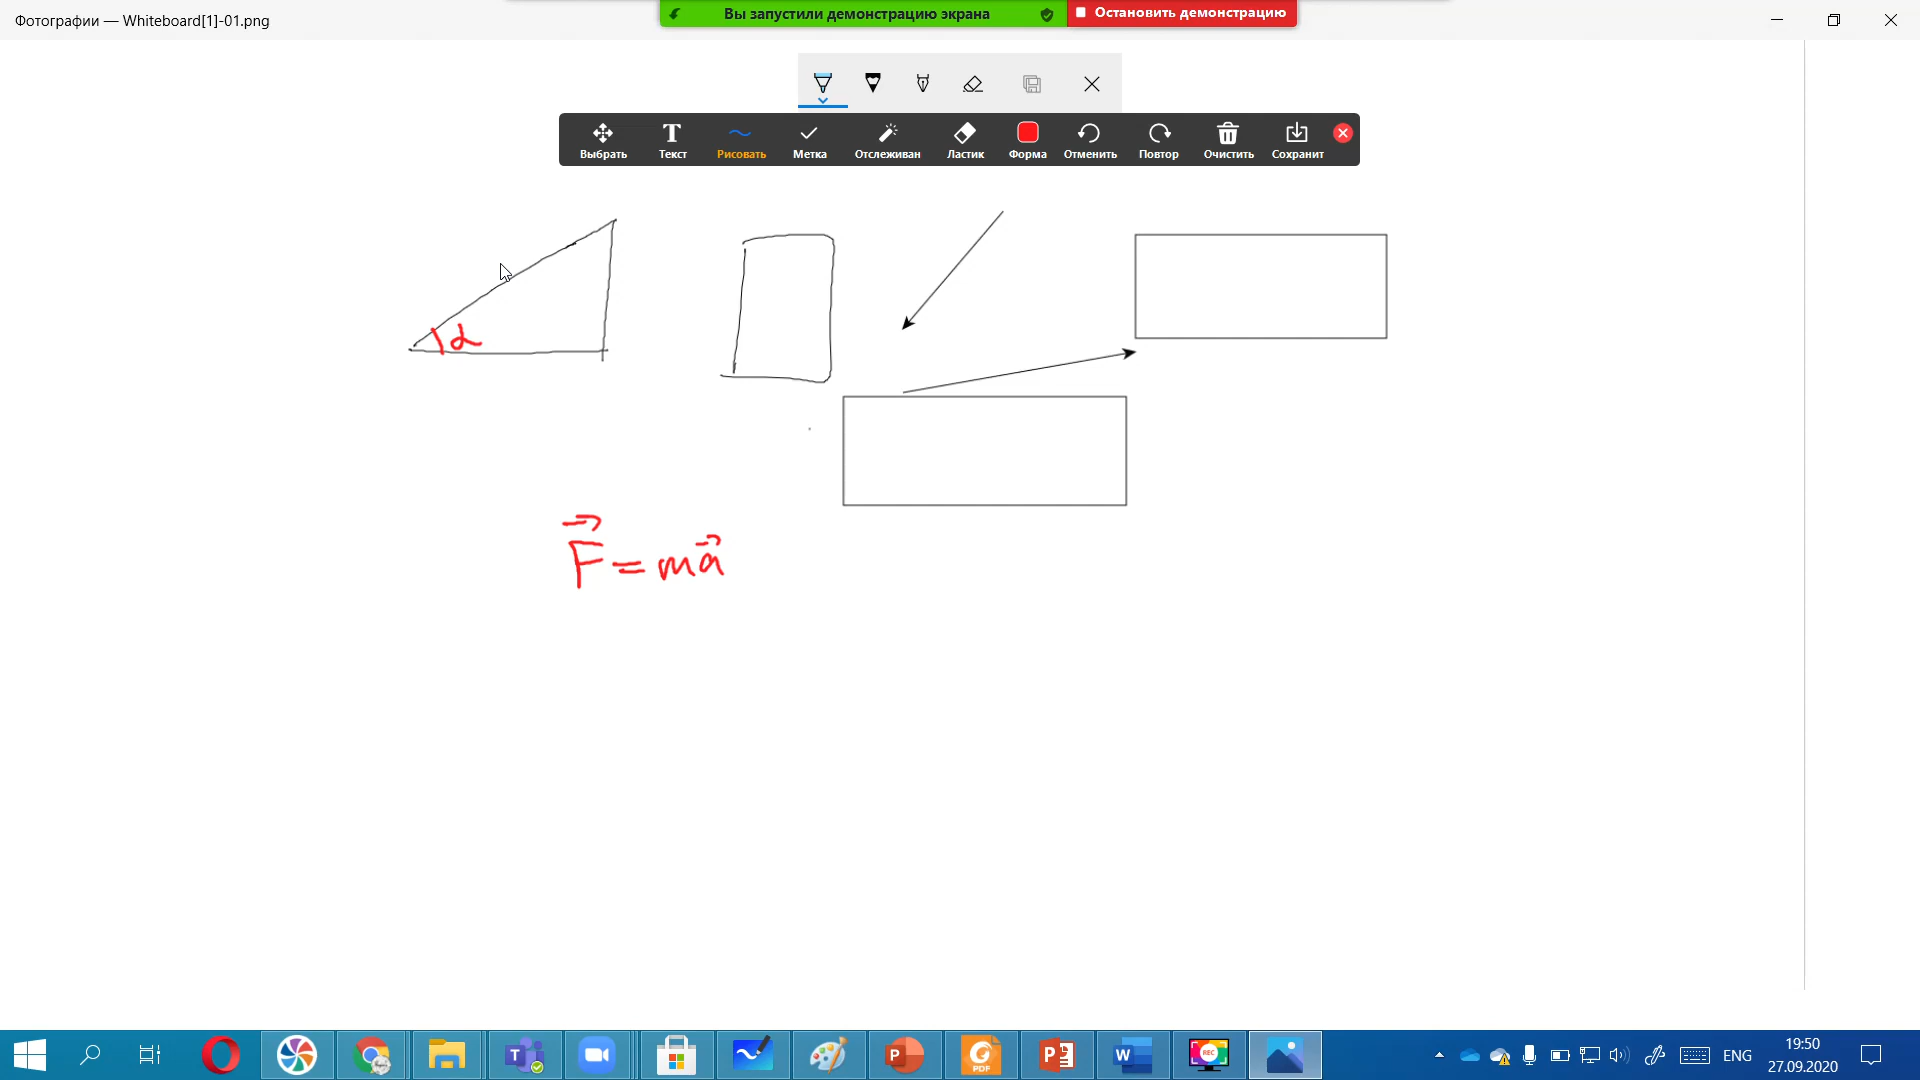 Фотографии — Whiteboard[1]-01.png
Вы запустили демонстрацию экрана
Остановить демонстрацию
Выбрать
Текст
Рисовать
Метка
Отслеживан
Ластик
Форма
Отменить
Повтор
Очистить
Сохранит
α
F⃗ = ma⃗
ENG
19:50
27.09.2020